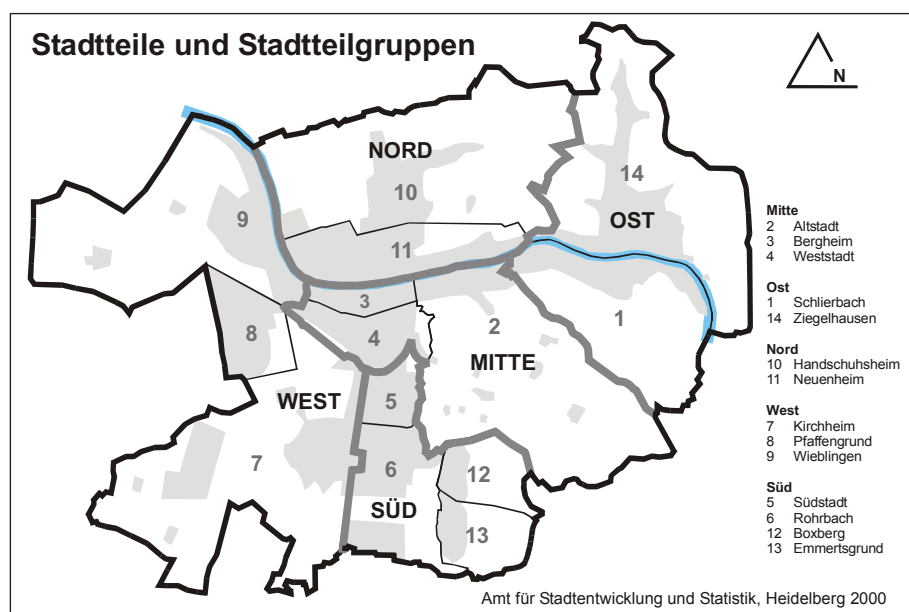 Stadtteile und Stadtteilgruppen
N
NORD
14
10
9
OST
11
3
2
1
8
4
MITTE
WEST
5
7
6
12
SÜD
13
Mitte
2 Altstadt
3 Bergheim
4 Weststadt
Ost
1 Schlierbach
14 Ziegelhausen
Nord
10 Handschuhsheim
11 Neuenheim
West
7 Kirchheim
8 Pfaffengrund
9 Wieblingen
Süd
5 Südstadt
6 Rohrbach
12 Boxberg
13 Emmertsgrund
Amt für Stadtentwicklung und Statistik, Heidelberg 2000